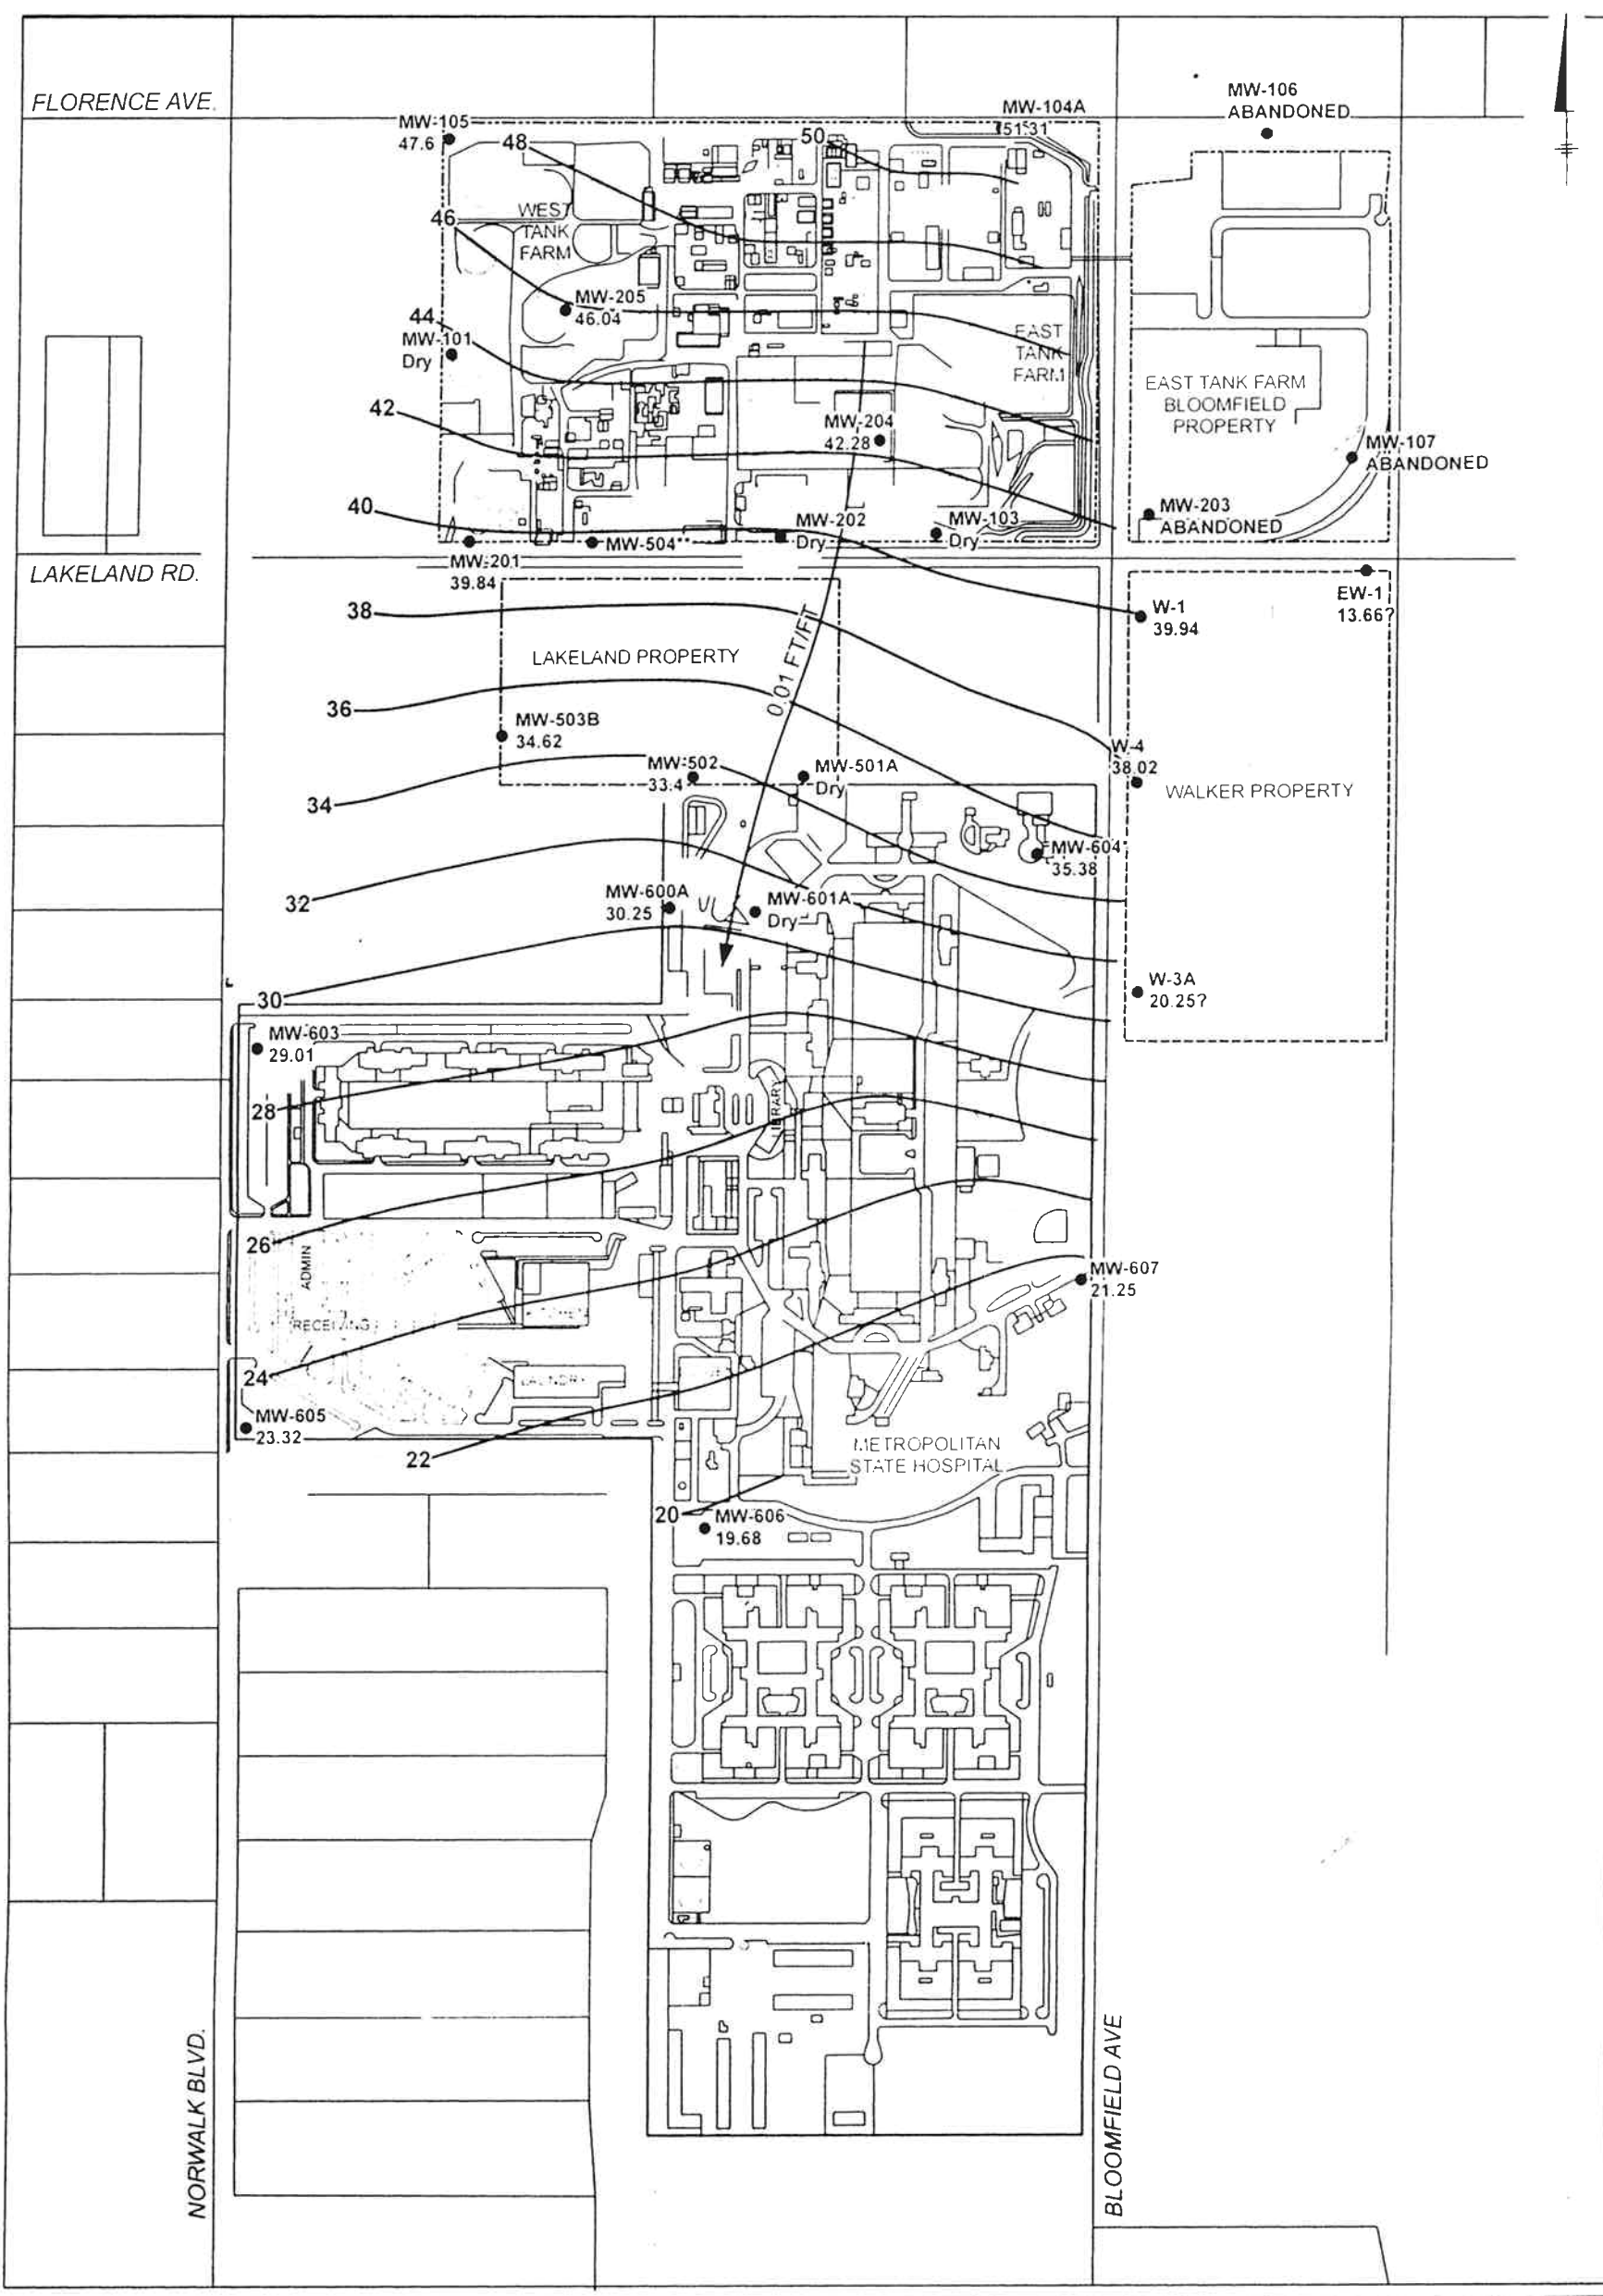 MW-106
ABANDONED
FLORENCE AVE.
MW-104A
51.31
MW-105
47.6
48
50
46
WEST
TANK
FARM
MW-205
46.04
44
MW-101
Dry
EAST
TANK
FARM
EAST TANK FARM
BLOOMFIELD
PROPERTY
42
MW-204
42.28
MW-107
ABANDONED
40
MW-202
Dry
MW-103
Dry
MW-203
ABANDONED
MW-504
MW-201
39.84
LAKELAND RD.
EW-1
13.66?
38
W-1
39.94
LAKELAND PROPERTY
0.01 FT/FT
36
MW-503B
34.62
W-4
38.02
MW-502
33.4
MW-501A
Dry
WALKER PROPERTY
34
MW-604
35.38
32
MW-600A
30.25
MW-601A
Dry
W-3A
20.25?
30
MW-603
29.01
28
LIBRARY
26
ADMIN
MW-607
21.25
RECEIVING
24
LAUNDRY
MW-605
23.32
22
METROPOLITAN
STATE HOSPITAL
20
MW-606
19.68
NORWALK BLVD.
BLOOMFIELD AVE